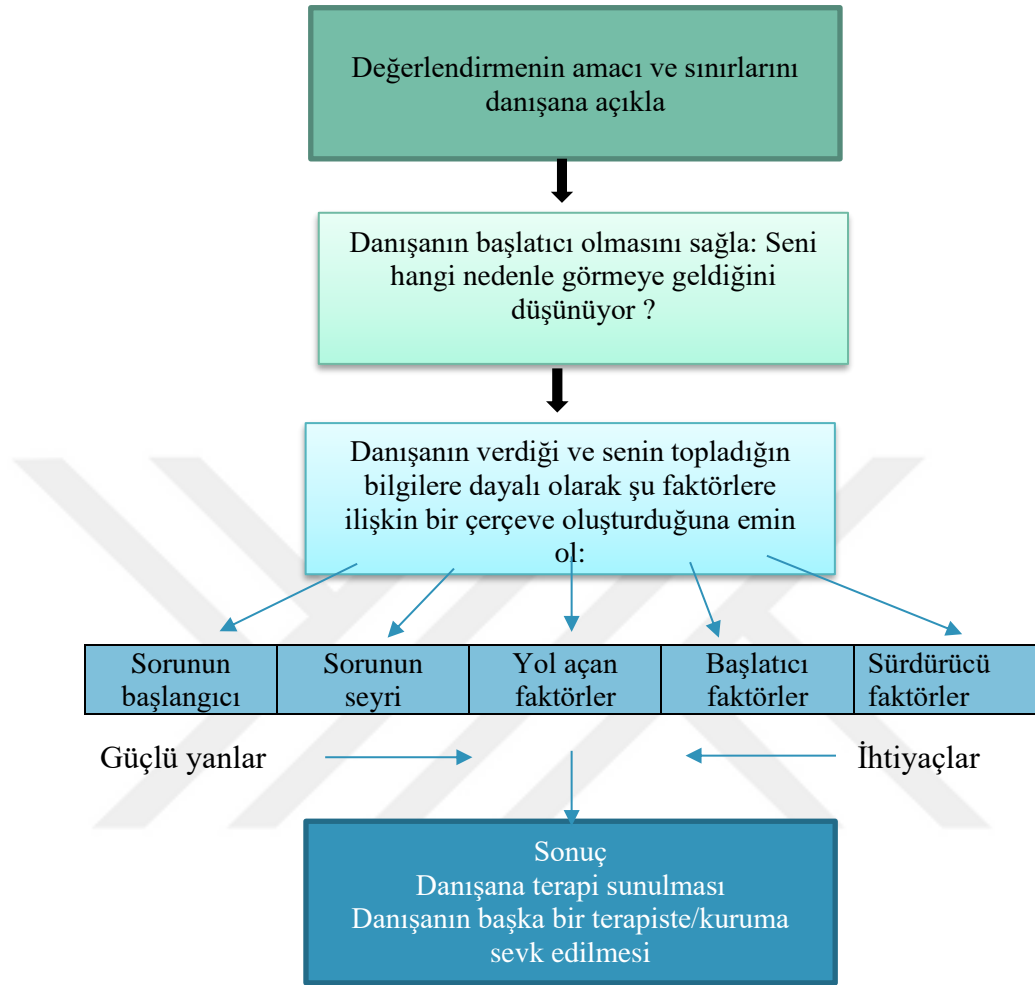 Değerlendirmenin amacı ve sınırlarını
danışana açıkla
Danışanın başlatıcı olmasını sağla: Seni
hangi nedenle görmeye geldiğini
düşünüyor ?
Danışanın verdiği ve senin topladığın
bilgilere dayalı olarak şu faktörlere
ilişkin bir çerçeve oluşturduğuna emin
ol:
Sorunun
başlangıcı
Sorunun
seyri
Yol açan
faktörler
Başlatıcı
faktörler
Sürdürücü
faktörler
Güçlü yanlar
İhtiyaçlar
Sonuç
Danışana terapi sunulması
Danışanın başka bir terapiste/kuruma
sevk edilmesi